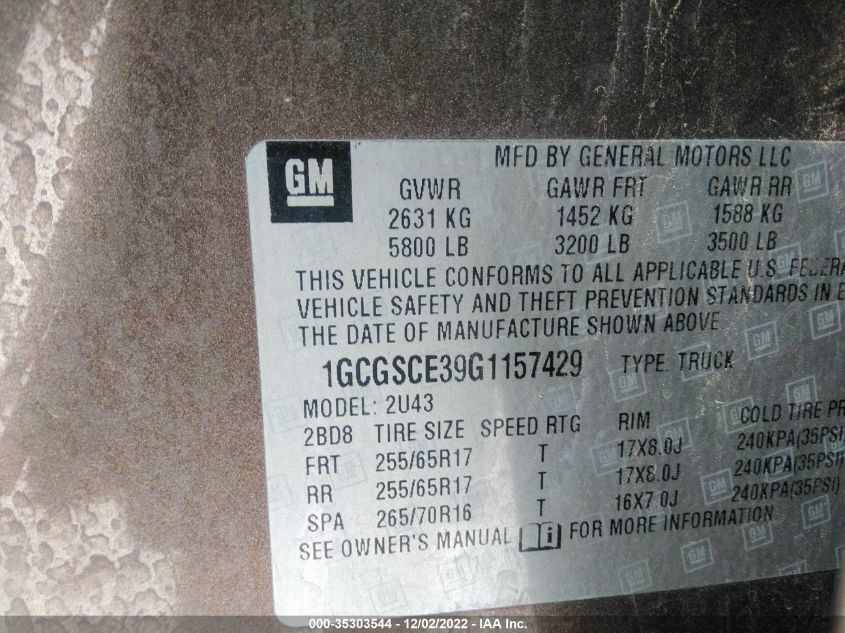 GM
MFD BY GENERAL MOTORS LLC
GVWR GAWR FRT GAWR RR
2631 KG 1452 KG 1588 KG
5800 LB 3200 LB 3500 LB
THIS VEHICLE CONFORMS TO ALL APPLICABLE U.S. FEDERA
VEHICLE SAFETY AND THEFT PREVENTION STANDARDS IN E
THE DATE OF MANUFACTURE SHOWN ABOVE
1GCGSCE39G1157429 TYPE: TRUCK
MODEL: 2U43
2BD8 TIRE SIZE SPEED RTG RIM COLD TIRE PR
FRT 255/65R17 T 17X8.0J 240KPA(35PSI)
RR 255/65R17 T 17X8.0J 240KPA(35PSI)
SPA 265/70R16 T 16X7.0J 240KPA(35PSI)
SEE OWNER'S MANUAL FOR MORE INFORMATION
000-35303544 - 12/02/2022 - IAA Inc.